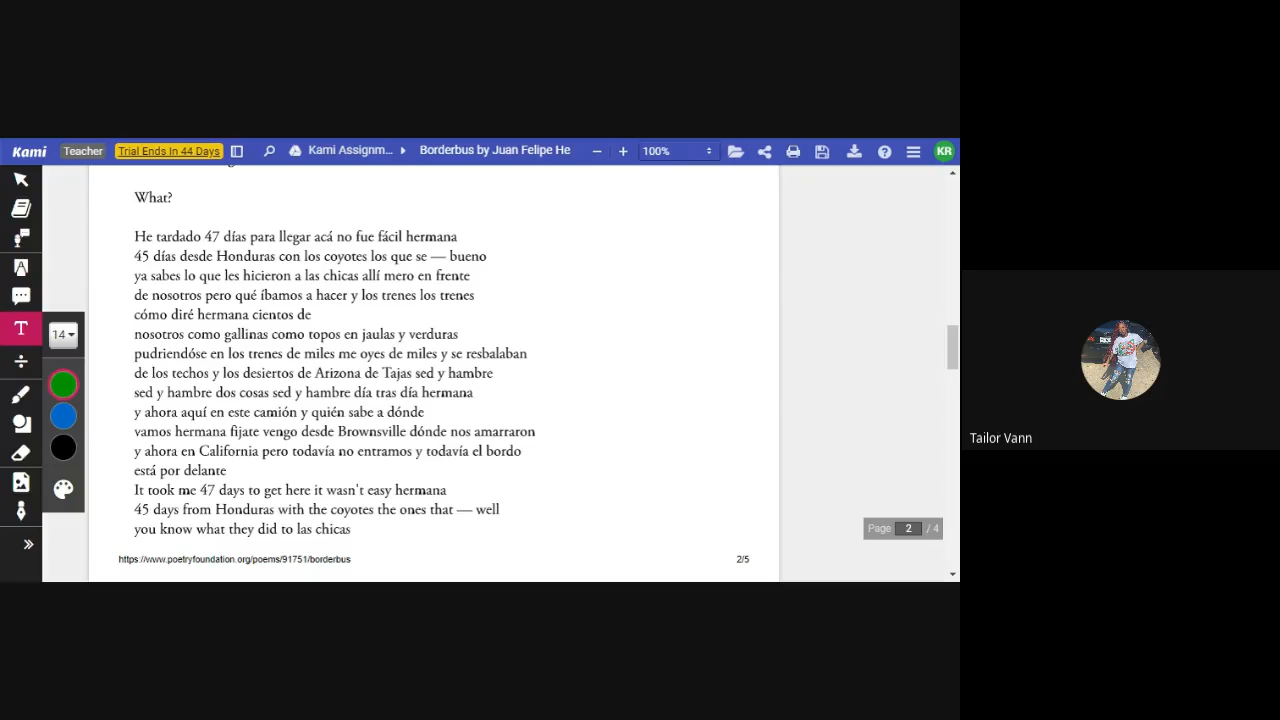 Kami Teacher Trial Ends In 44 Days Kami Assignm... Borderbus by Juan Felipe He 100% KR
What?
He tardado 47 días para llegar acá no fue fácil hermana
45 días desde Honduras con los coyotes los que se — bueno
ya sabes lo que les hicieron a las chicas allí mero en frente
de nosotros pero qué íbamos a hacer y los trenes los trenes
cómo diré hermana cientos de
nosotros como gallinas como topos en jaulas y verduras
pudriendóse en los trenes de miles me oyes de miles y se resbalaban
de los techos y los desiertos de Arizona de Tajas sed y hambre
sed y hambre dos cosas sed y hambre día tras día hermana
y ahora aquí en este camión y quién sabe a dónde
vamos hermana fijate vengo desde Brownsville dónde nos amarraron
y ahora en California pero todavía no entramos y todavía el bordo
está por delante
It took me 47 days to get here it wasn't easy hermana
45 days from Honduras with the coyotes the ones that — well
you know what they did to las chicas
https://www.poetryfoundation.org/poems/91751/borderbus 2/5
14
Page 2 / 4
Tailor Vann